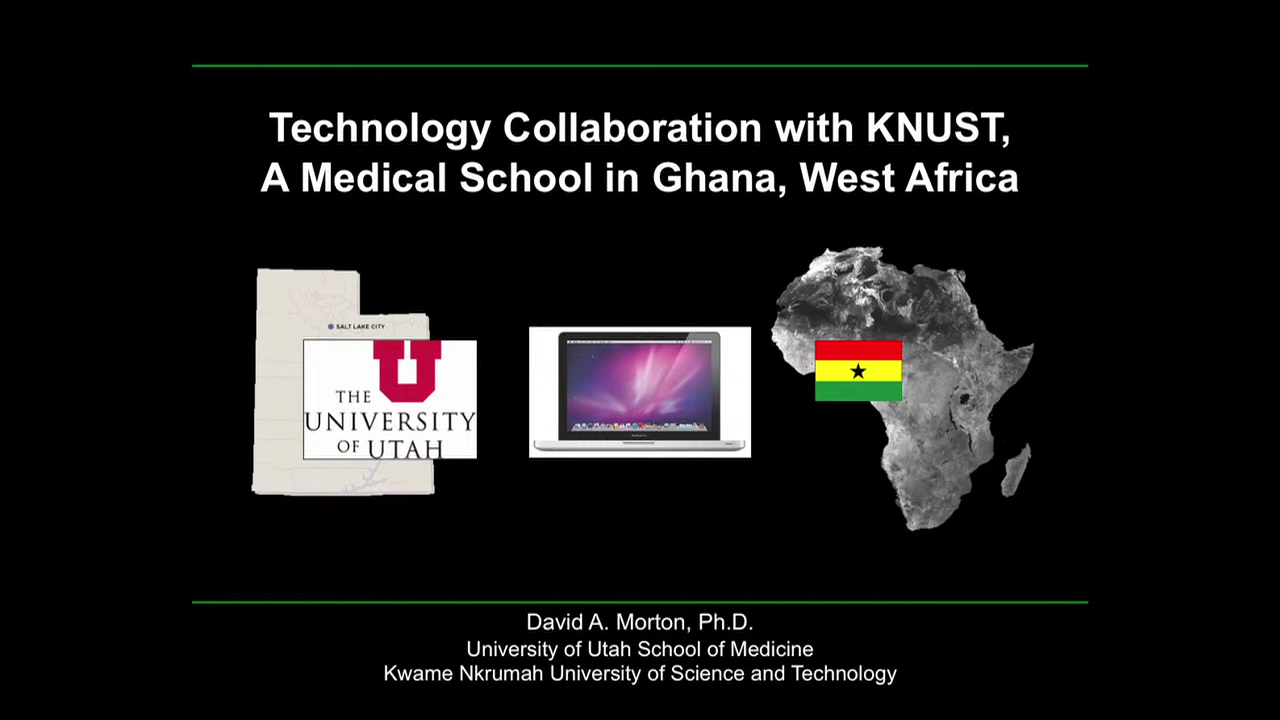 Technology Collaboration with KNUST,
A Medical School in Ghana, West Africa
SALT LAKE CITY
U
THE
UNIVERSITY
OF UTAH
David A. Morton, Ph.D.
University of Utah School of Medicine
Kwame Nkrumah University of Science and Technology